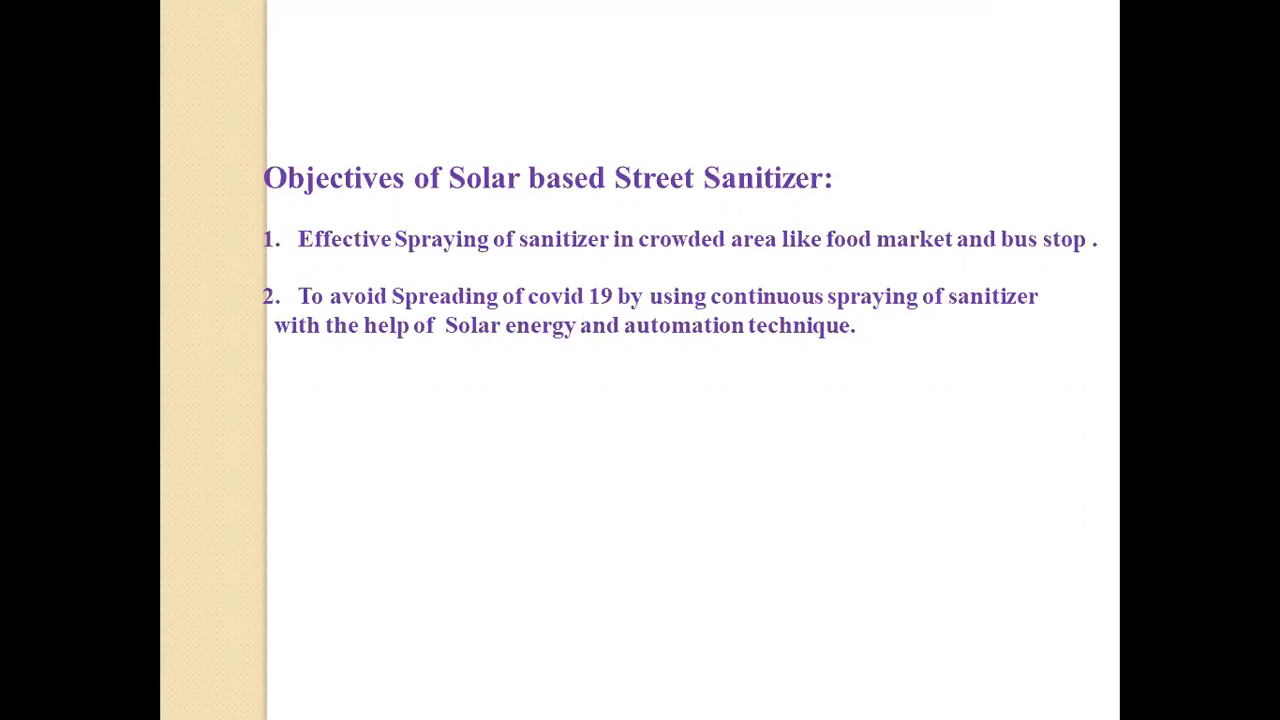 Objectives of Solar based Street Sanitizer:
1. Effective Spraying of sanitizer in crowded area like food market and bus stop .
2. To avoid Spreading of covid 19 by using continuous spraying of sanitizer
with the help of Solar energy and automation technique.